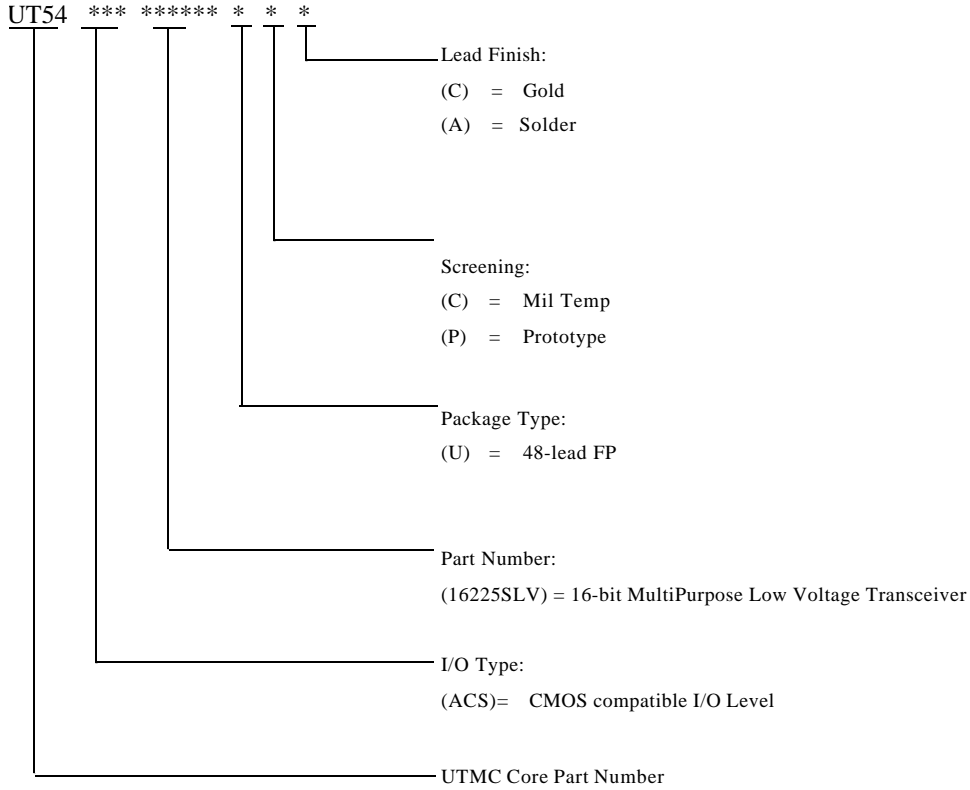 UT54 *** ****** * * *
Lead Finish:
(C) = Gold
(A) = Solder
Screening:
(C) = Mil Temp
(P) = Prototype
Package Type:
(U) = 48-lead FP
Part Number:
(16225SLV) = 16-bit MultiPurpose Low Voltage Transceiver
I/O Type:
(ACS)= CMOS compatible I/O Level
UTMC Core Part Number